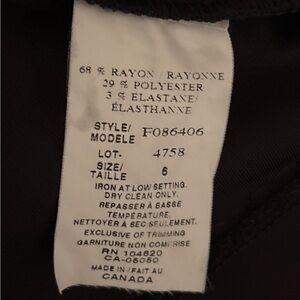 68 % RAYON / RAYONNE
29 % POLYESTER
3 % ELASTANE/
ÉLASTHANNE
STYLE/ MODELE F086406
LOT- 4758
SIZE/ TAILLE 6
IRON AT LOW SETTING.
DRY CLEAN ONLY.
REPASSER À BASSE
TEMPÉRATURE.
NETTOYER À SEC SEULEMENT.
EXCLUSIVE OF TRIMMING
GARNITURE NON COMPRISE
RN 104620
CA-05050
MADE IN / FAIT AU
CANADA